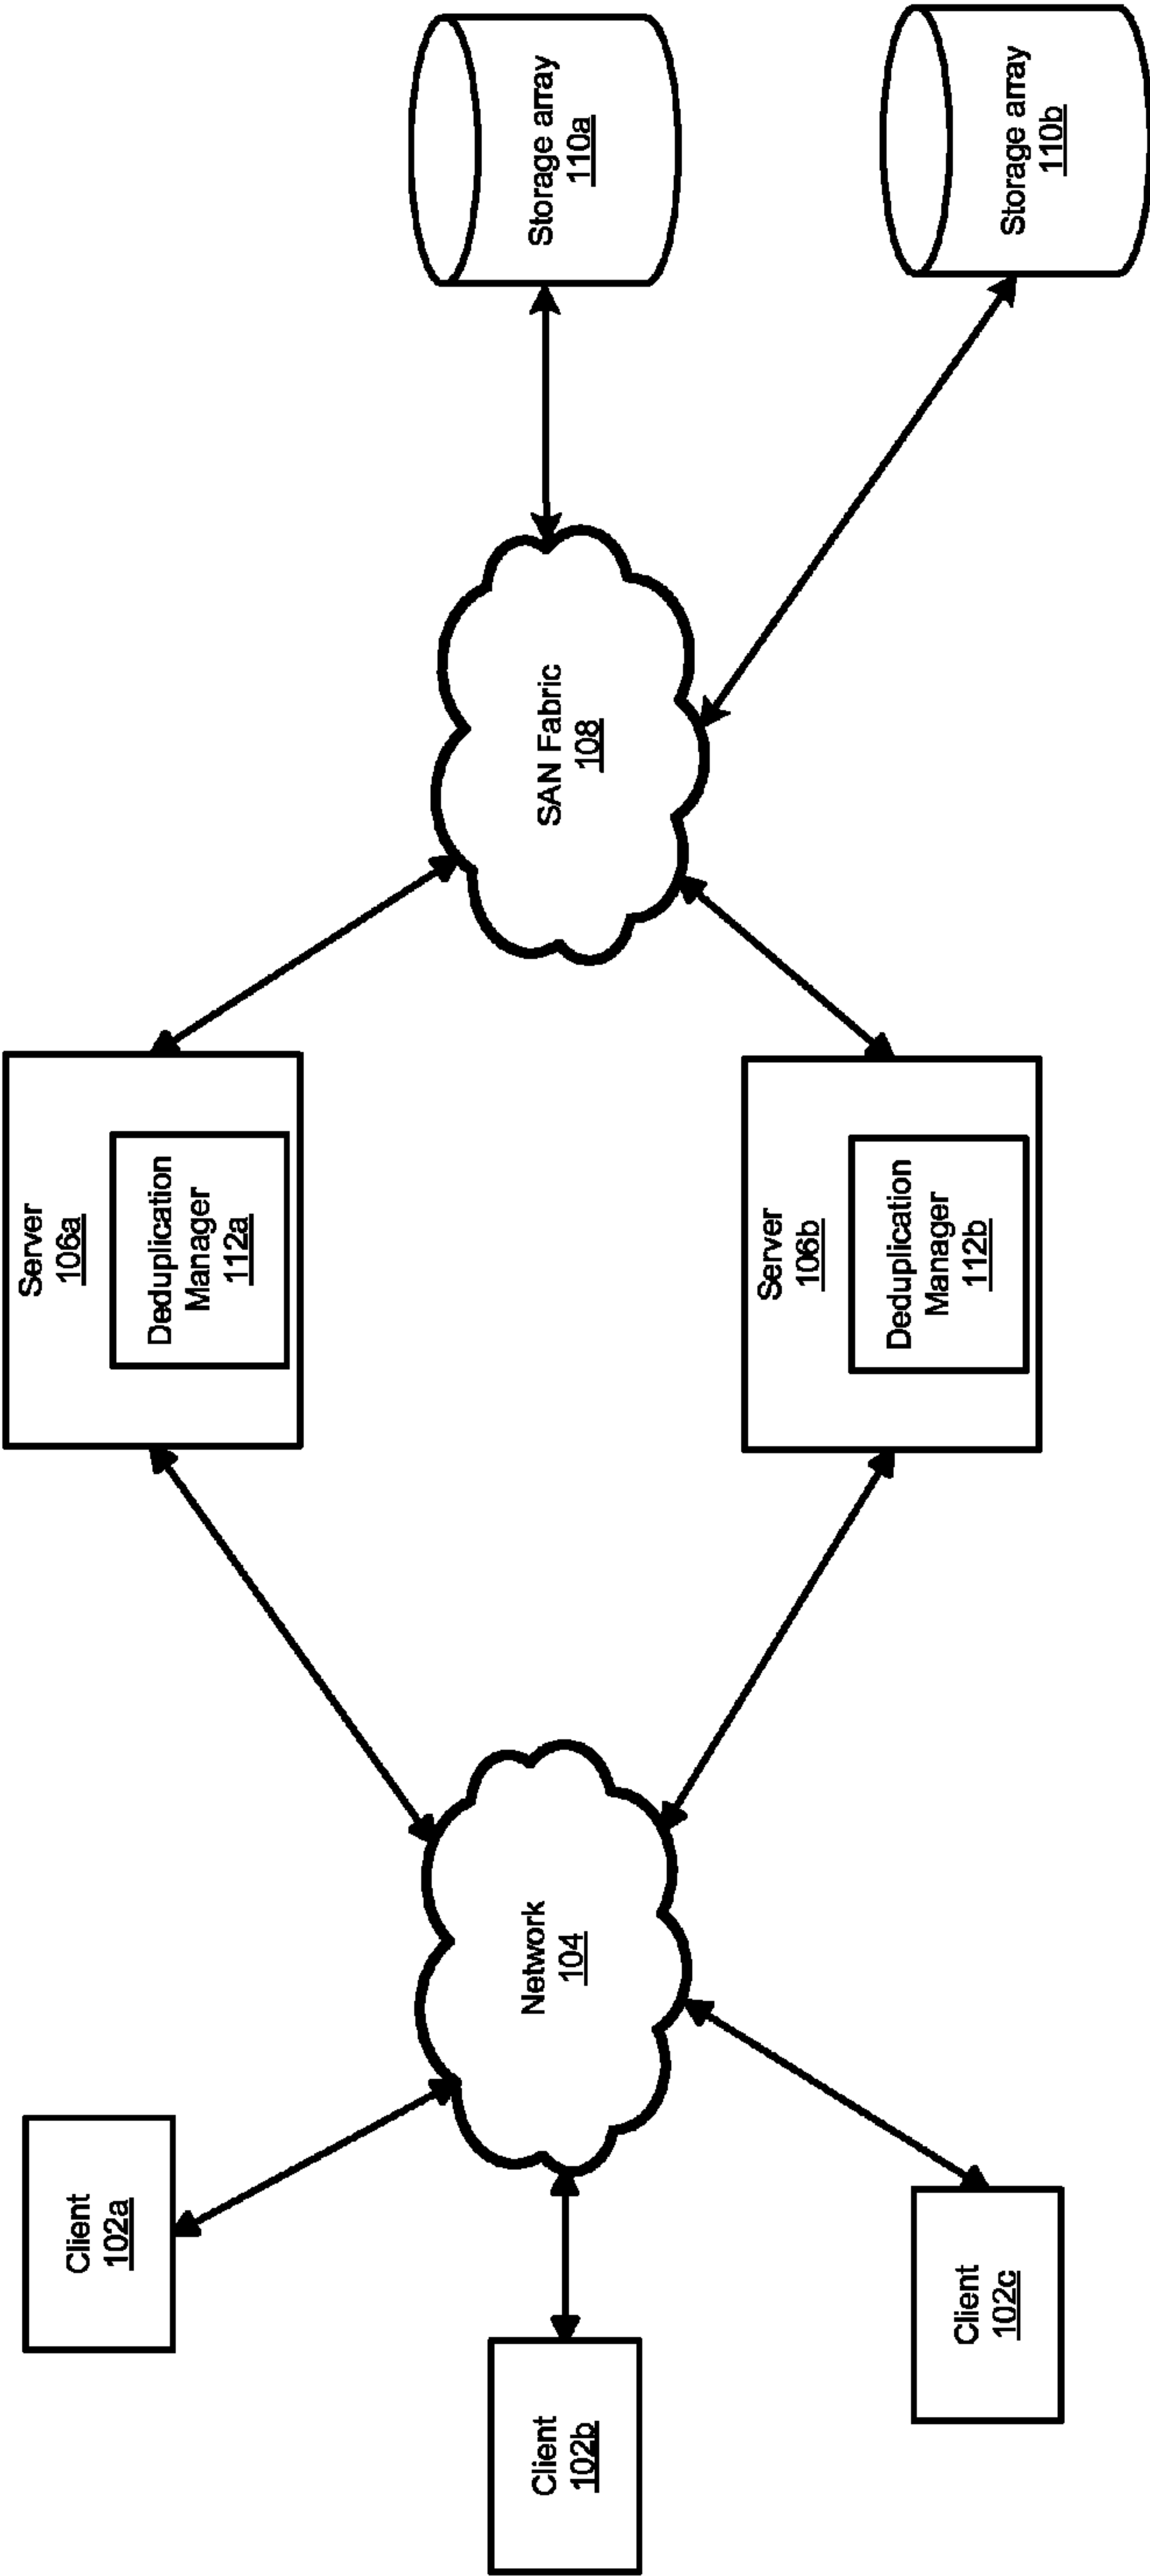 Client
102a
Client
102b
Client
102c
Network
104
Server
106a
Deduplication
Manager
112a
Server
106b
Deduplication
Manager
112b
SAN Fabric
108
Storage array
110a
Storage array
110b